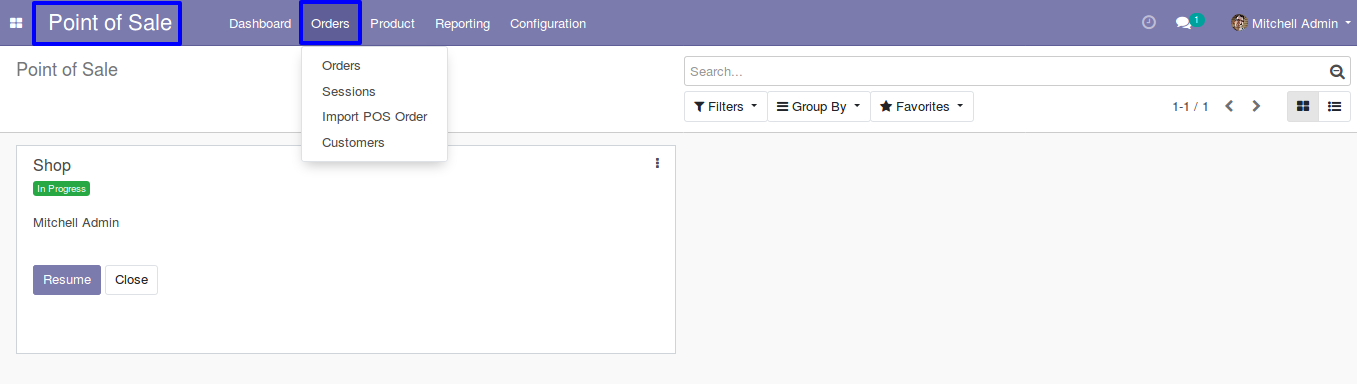 Point of Sale Dashboard Orders Product Reporting Configuration 1 Mitchell Admin
Point of Sale
Search...
Filters Group By Favorites 1-1 / 1
Orders
Sessions
Import POS Order
Customers
Shop
In Progress
Mitchell Admin
Resume Close